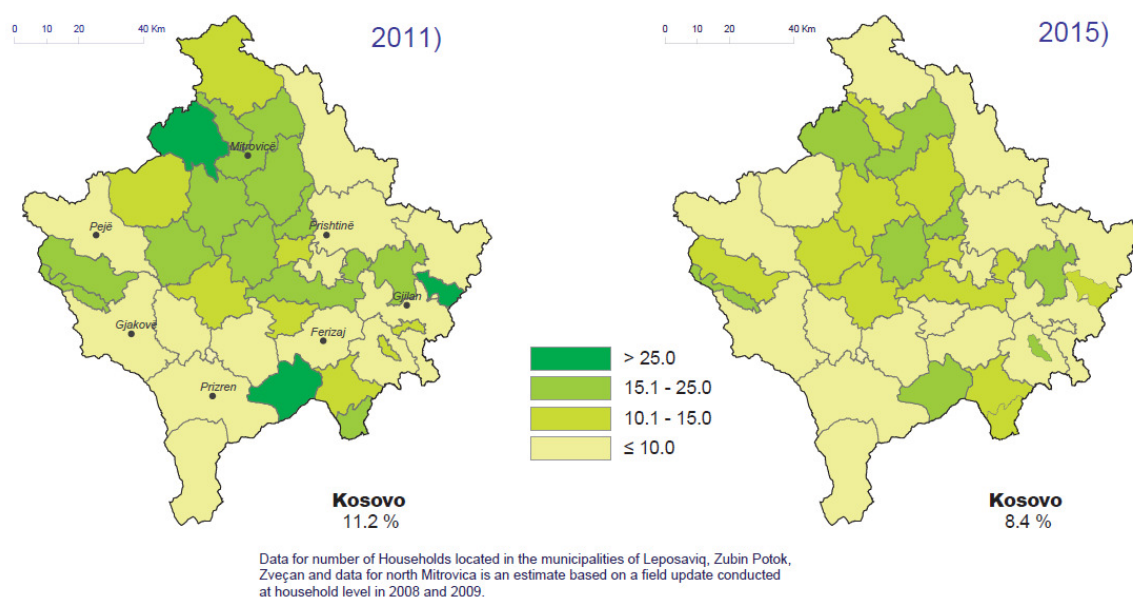 0 20 40 Km
2011)
0 20 40 Km
2015)
Mitrovicë
Pejë
Prishtinë
Gjilan
Gjakovë
Ferizaj
Prizren
> 25.0
15.1 - 25.0
10.1 - 15.0
≤ 10.0
Kosovo
11.2 %
Kosovo
8.4 %
Data for number of Households located in the municipalities of Leposaviq, Zubin Potok,
Zveçan and data for north Mitrovica is an estimate based on a field update conducted
at household level in 2008 and 2009.